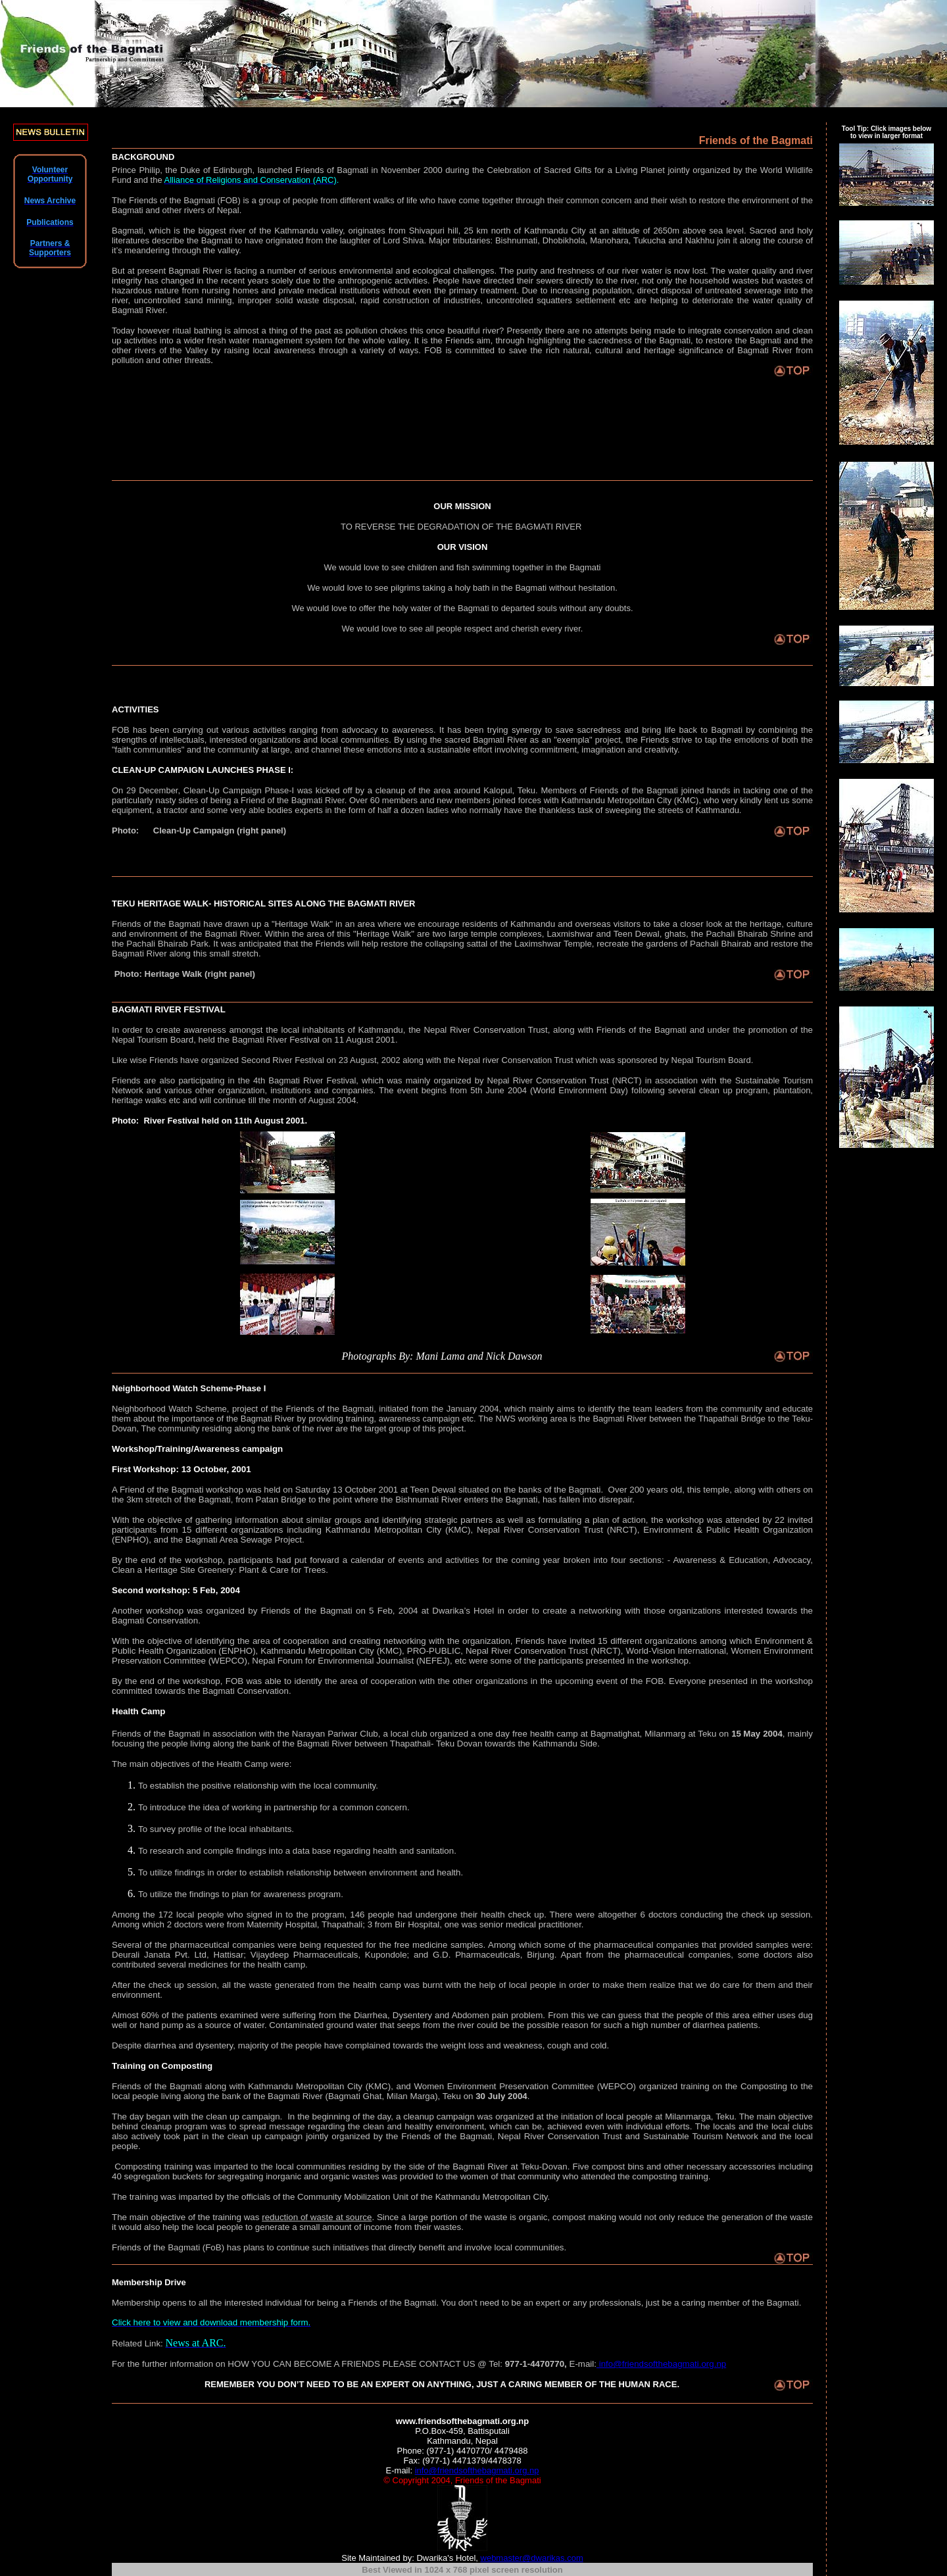 Friends of the Bagmati
Partnership and Commitment
NEWS BULLETIN
Volunteer
Opportunity
News Archive
Publications
Partners &
Supporters
Tool Tip: Click images below
to view in larger format
Friends of the Bagmati
BACKGROUND
Prince Philip, the Duke of Edinburgh, launched Friends of Bagmati in November 2000 during the Celebration of Sacred Gifts for a Living Planet jointly organized by the World Wildlife
Fund and the Alliance of Religions and Conservation (ARC).
The Friends of the Bagmati (FOB) is a group of people from different walks of life who have come together through their common concern and their wish to restore the environment of the
Bagmati and other rivers of Nepal.
Bagmati, which is the biggest river of the Kathmandu valley, originates from Shivapuri hill, 25 km north of Kathmandu City at an altitude of 2650m above sea level. Sacred and holy
literatures describe the Bagmati to have originated from the laughter of Lord Shiva. Major tributaries: Bishnumati, Dhobikhola, Manohara, Tukucha and Nakhhu join it along the course of
it's meandering through the valley.
But at present Bagmati River is facing a number of serious environmental and ecological challenges. The purity and freshness of our river water is now lost. The water quality and river
integrity has changed in the recent years solely due to the anthropogenic activities. People have directed their sewers directly to the river, not only the household wastes but wastes of
hazardous nature from nursing homes and private medical institutions without even the primary treatment. Due to increasing population, direct disposal of untreated sewerage into the
river, uncontrolled sand mining, improper solid waste disposal, rapid construction of industries, uncontrolled squatters settlement etc are helping to deteriorate the water quality of
Bagmati River.
Today however ritual bathing is almost a thing of the past as pollution chokes this once beautiful river? Presently there are no attempts being made to integrate conservation and clean
up activities into a wider fresh water management system for the whole valley. It is the Friends aim, through highlighting the sacredness of the Bagmati, to restore the Bagmati and the
other rivers of the Valley by raising local awareness through a variety of ways. FOB is committed to save the rich natural, cultural and heritage significance of Bagmati River from
pollution and other threats.
TOP
OUR MISSION
TO REVERSE THE DEGRADATION OF THE BAGMATI RIVER
OUR VISION
We would love to see children and fish swimming together in the Bagmati
We would love to see pilgrims taking a holy bath in the Bagmati without hesitation.
We would love to offer the holy water of the Bagmati to departed souls without any doubts.
We would love to see all people respect and cherish every river.
TOP
ACTIVITIES
FOB has been carrying out various activities ranging from advocacy to awareness. It has been trying synergy to save sacredness and bring life back to Bagmati by combining the
strengths of intellectuals, interested organizations and local communities. By using the sacred Bagmati River as an "exempla" project, the Friends strive to tap the emotions of both the
"faith communities" and the community at large, and channel these emotions into a sustainable effort involving commitment, imagination and creativity.
CLEAN-UP CAMPAIGN LAUNCHES PHASE I:
On 29 December, Clean-Up Campaign Phase-I was kicked off by a cleanup of the area around Kalopul, Teku. Members of Friends of the Bagmati joined hands in tacking one of the
particularly nasty sides of being a Friend of the Bagmati River. Over 60 members and new members joined forces with Kathmandu Metropolitan City (KMC), who very kindly lent us some
equipment, a tractor and some very able bodies experts in the form of half a dozen ladies who normally have the thankless task of sweeping the streets of Kathmandu.
Photo: Clean-Up Campaign (right panel)
TOP
TEKU HERITAGE WALK- HISTORICAL SITES ALONG THE BAGMATI RIVER
Friends of the Bagmati have drawn up a "Heritage Walk" in an area where we encourage residents of Kathmandu and overseas visitors to take a closer look at the heritage, culture
and environment of the Bagmati River. Within the area of this "Heritage Walk" are two large temple complexes, Laxmishwar and Teen Dewal, ghats, the Pachali Bhairab Shrine and
the Pachali Bhairab Park. It was anticipated that the Friends will help restore the collapsing sattal of the Laximshwar Temple, recreate the gardens of Pachali Bhairab and restore the
Bagmati River along this small stretch.
Photo: Heritage Walk (right panel)
TOP
BAGMATI RIVER FESTIVAL
In order to create awareness amongst the local inhabitants of Kathmandu, the Nepal River Conservation Trust, along with Friends of the Bagmati and under the promotion of the
Nepal Tourism Board, held the Bagmati River Festival on 11 August 2001.
Like wise Friends have organized Second River Festival on 23 August, 2002 along with the Nepal river Conservation Trust which was sponsored by Nepal Tourism Board.
Friends are also participating in the 4th Bagmati River Festival, which was mainly organized by Nepal River Conservation Trust (NRCT) in association with the Sustainable Tourism
Network and various other organization, institutions and companies. The event begins from 5th June 2004 (World Environment Day) following several clean up program, plantation,
heritage walks etc and will continue till the month of August 2004.
Photo: River Festival held on 11th August 2001.
Photographs By: Mani Lama and Nick Dawson
TOP
Neighborhood Watch Scheme-Phase I
Neighborhood Watch Scheme, project of the Friends of the Bagmati, initiated from the January 2004, which mainly aims to identify the team leaders from the community and educate
them about the importance of the Bagmati River by providing training, awareness campaign etc. The NWS working area is the Bagmati River between the Thapathali Bridge to the Teku-
Dovan, The community residing along the bank of the river are the target group of this project.
Workshop/Training/Awareness campaign
First Workshop: 13 October, 2001
A Friend of the Bagmati workshop was held on Saturday 13 October 2001 at Teen Dewal situated on the banks of the Bagmati. Over 200 years old, this temple, along with others on
the 3km stretch of the Bagmati, from Patan Bridge to the point where the Bishnumati River enters the Bagmati, has fallen into disrepair.
With the objective of gathering information about similar groups and identifying strategic partners as well as formulating a plan of action, the workshop was attended by 22 invited
participants from 15 different organizations including Kathmandu Metropolitan City (KMC), Nepal River Conservation Trust (NRCT), Environment & Public Health Organization
(ENPHO), and the Bagmati Area Sewage Project.
By the end of the workshop, participants had put forward a calendar of events and activities for the coming year broken into four sections: - Awareness & Education, Advocacy,
Clean a Heritage Site Greenery: Plant & Care for Trees.
Second workshop: 5 Feb, 2004
Another workshop was organized by Friends of the Bagmati on 5 Feb, 2004 at Dwarika's Hotel in order to create a networking with those organizations interested towards the
Bagmati Conservation.
With the objective of identifying the area of cooperation and creating networking with the organization, Friends have invited 15 different organizations among which Environment &
Public Health Organization (ENPHO), Kathmandu Metropolitan City (KMC), PRO-PUBLIC, Nepal River Conservation Trust (NRCT), World-Vision International, Women Environment
Preservation Committee (WEPCO), Nepal Forum for Environmental Journalist (NEFEJ), etc were some of the participants presented in the workshop.
By the end of the workshop, FOB was able to identify the area of cooperation with the other organizations in the upcoming event of the FOB. Everyone presented in the workshop
committed towards the Bagmati Conservation.
Health Camp
Friends of the Bagmati in association with the Narayan Pariwar Club, a local club organized a one day free health camp at Bagmatighat, Milanmarg at Teku on 15 May 2004, mainly
focusing the people living along the bank of the Bagmati River between Thapathali- Teku Dovan towards the Kathmandu Side.
The main objectives of the Health Camp were:
1. To establish the positive relationship with the local community.
2. To introduce the idea of working in partnership for a common concern.
3. To survey profile of the local inhabitants.
4. To research and compile findings into a data base regarding health and sanitation.
5. To utilize findings in order to establish relationship between environment and health.
6. To utilize the findings to plan for awareness program.
Among the 172 local people who signed in to the program, 146 people had undergone their health check up. There were altogether 6 doctors conducting the check up session.
Among which 2 doctors were from Maternity Hospital, Thapathali; 3 from Bir Hospital, one was senior medical practitioner.
Several of the pharmaceutical companies were being requested for the free medicine samples. Among which some of the pharmaceutical companies that provided samples were:
Deurali Janata Pvt. Ltd, Hattisar; Vijaydeep Pharmaceuticals, Kupondole; and G.D. Pharmaceuticals, Birjung. Apart from the pharmaceutical companies, some doctors also
contributed several medicines for the health camp.
After the check up session, all the waste generated from the health camp was burnt with the help of local people in order to make them realize that we do care for them and their
environment.
Almost 60% of the patients examined were suffering from the Diarrhea, Dysentery and Abdomen pain problem. From this we can guess that the people of this area either uses dug
well or hand pump as a source of water. Contaminated ground water that seeps from the river could be the possible reason for such a high number of diarrhea patients.
Despite diarrhea and dysentery, majority of the people have complained towards the weight loss and weakness, cough and cold.
Training on Composting
Friends of the Bagmati along with Kathmandu Metropolitan City (KMC), and Women Environment Preservation Committee (WEPCO) organized training on the Composting to the
local people living along the bank of the Bagmati River (Bagmati Ghat, Milan Marga), Teku on 30 July 2004.
The day began with the clean up campaign. In the beginning of the day, a cleanup campaign was organized at the initiation of local people at Milanmarga, Teku. The main objective
behind cleanup program was to spread message regarding the clean and healthy environment, which can be, achieved even with individual efforts. The locals and the local clubs
also actively took part in the clean up campaign jointly organized by the Friends of the Bagmati, Nepal River Conservation Trust and Sustainable Tourism Network and the local
people.
Composting training was imparted to the local communities residing by the side of the Bagmati River at Teku-Dovan. Five compost bins and other necessary accessories including
40 segregation buckets for segregating inorganic and organic wastes was provided to the women of that community who attended the composting training.
The training was imparted by the officials of the Community Mobilization Unit of the Kathmandu Metropolitan City.
The main objective of the training was reduction of waste at source. Since a large portion of the waste is organic, compost making would not only reduce the generation of the waste
it would also help the local people to generate a small amount of income from their wastes.
Friends of the Bagmati (FoB) has plans to continue such initiatives that directly benefit and involve local communities.
TOP
Membership Drive
Membership opens to all the interested individual for being a Friends of the Bagmati. You don't need to be an expert or any professionals, just be a caring member of the Bagmati.
Click here to view and download membership form.
Related Link: News at ARC.
For the further information on HOW YOU CAN BECOME A FRIENDS PLEASE CONTACT US @ Tel: 977-1-4470770, E-mail: info@friendsofthebagmati.org.np
REMEMBER YOU DON'T NEED TO BE AN EXPERT ON ANYTHING, JUST A CARING MEMBER OF THE HUMAN RACE.
TOP
www.friendsofthebagmati.org.np
P.O.Box-459, Battisputali
Kathmandu, Nepal
Phone: (977-1) 4470770/ 4479488
Fax: (977-1) 4471379/4478378
E-mail: info@friendsofthebagmati.org.np
© Copyright 2004, Friends of the Bagmati.
Site Maintained by: Dwarika's Hotel,
Best Viewed in 1024 x 768 pixel screen resolution